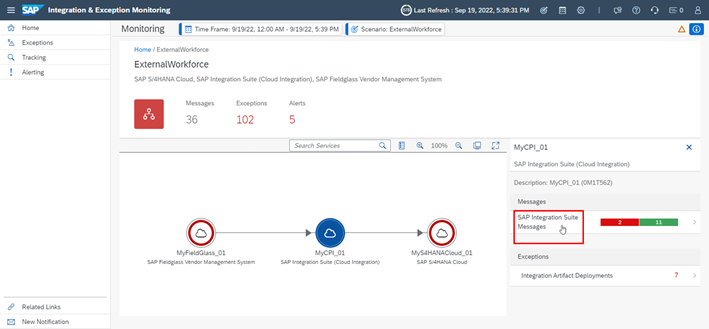 SAP Integration & Exception Monitoring
Last Refresh : Sep 19, 2022, 5:39:31 PM
0
Home
Exceptions
Tracking
Alerting
Related Links
New Notification
Monitoring
Time Frame: 9/19/22, 12:00 AM - 9/19/22, 5:39 PM
Scenario: ExternalWorkforce
Home / ExternalWorkforce
ExternalWorkforce
SAP S/4HANA Cloud, SAP Integration Suite (Cloud Integration), SAP Fieldglass Vendor Management System
Messages Exceptions Alerts
36 102 5
Search Services
100%
MyFieldGlass_01
SAP Fieldglass Vendor Management System
MyCPI_01
SAP Integration Suite (Cloud Integration)
MyS4HANACloud_01
SAP S/4HANA Cloud
MyCPI_01
SAP Integration Suite (Cloud Integration)
Description: MyCPI_01 (0M1T562)
Messages
SAP Integration Suite
Messages
2 11
Exceptions
Integration Artifact Deployments 7